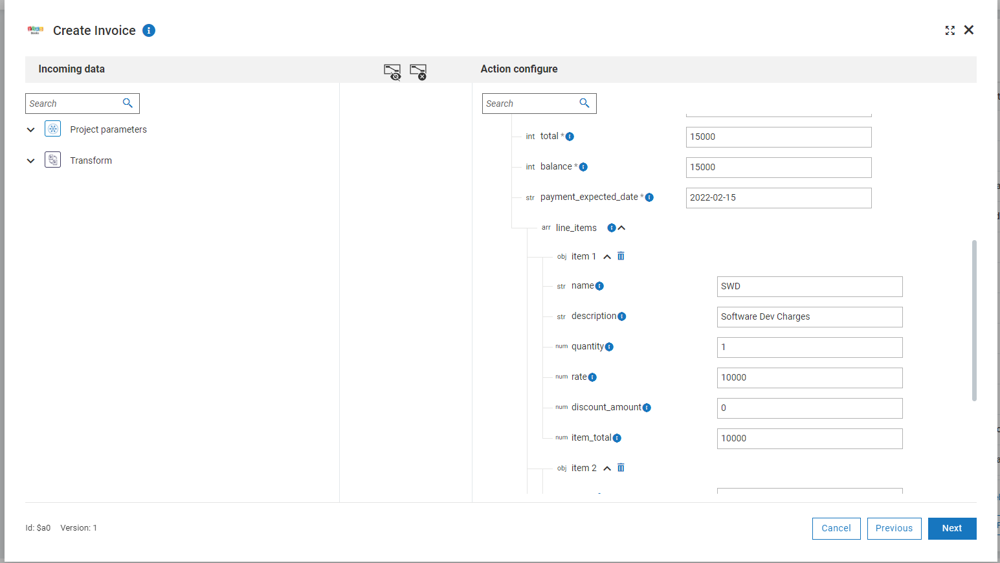 Create Invoice
Incoming data
Action configure
Search
Project parameters
Transform
Search
int total * 15000
int balance * 15000
str payment_expected_date * 2022-02-15
arr line_items
obj item 1
str name SWD
str description Software Dev Charges
num quantity 1
num rate 10000
num discount_amount 0
num item_total 10000
obj item 2
Id: $a0 Version: 1
Cancel Previous Next